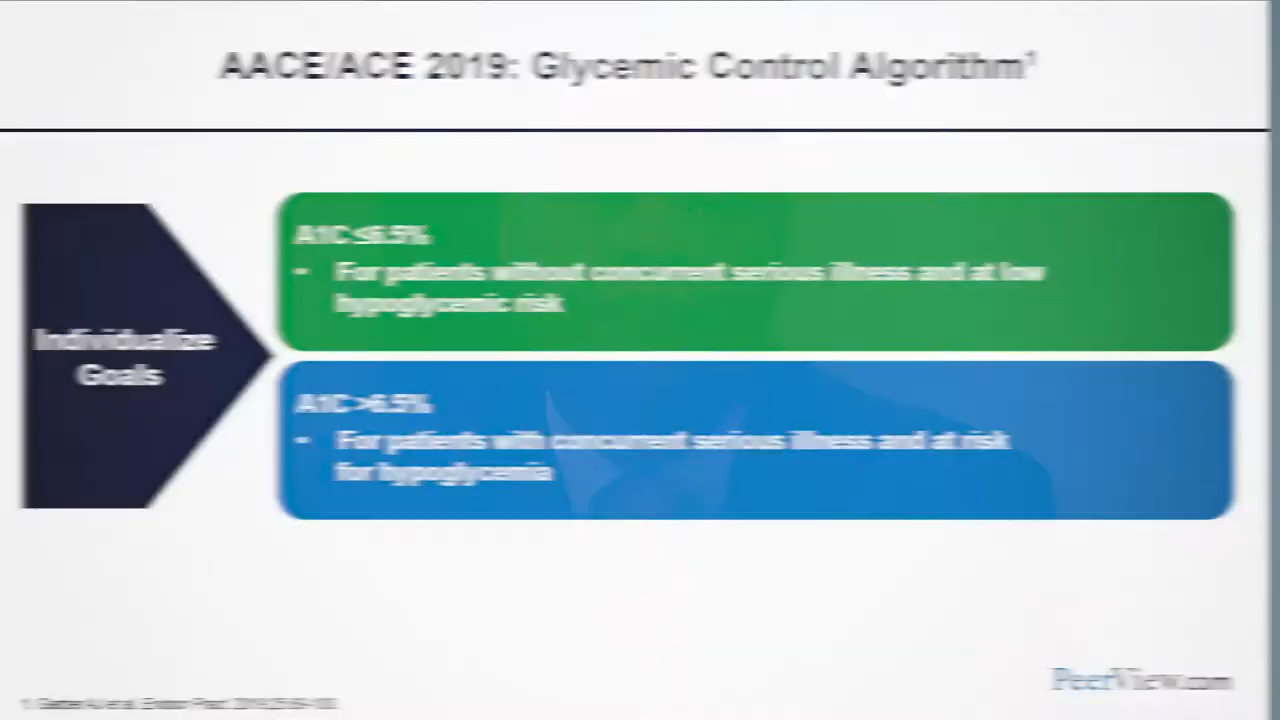 AACE/ACE 2019: Glycemic Control Algorithm¹
Individualize
Goals
A1C ≤6.5%
• For patients without concurrent serious illness and at low
hypoglycemic risk
A1C >6.5%
• For patients with concurrent serious illness and at risk
for hypoglycemia
PeerView.com